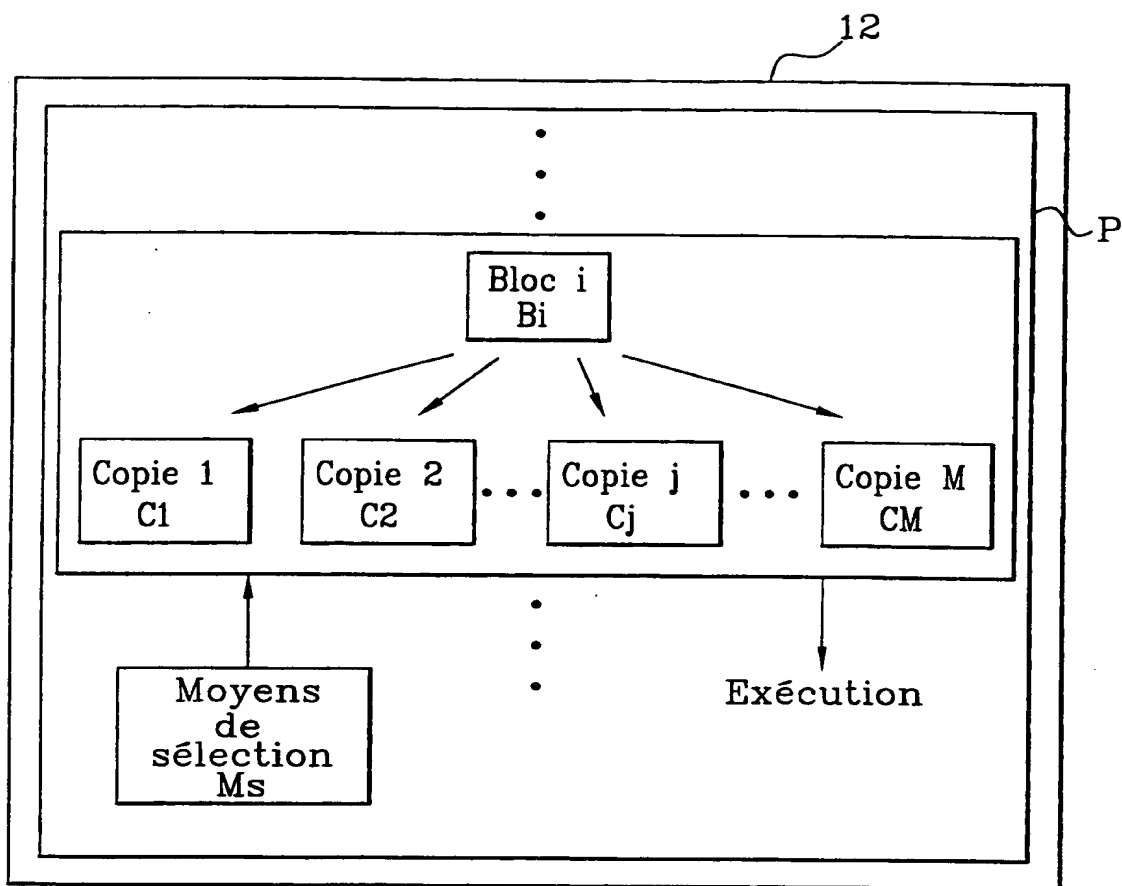 12
P
Bloc i
Bi
Copie 1
C1
Copie 2
C2
Copie j
Cj
Copie M
CM
Moyens
de
sélection
Ms
Exécution